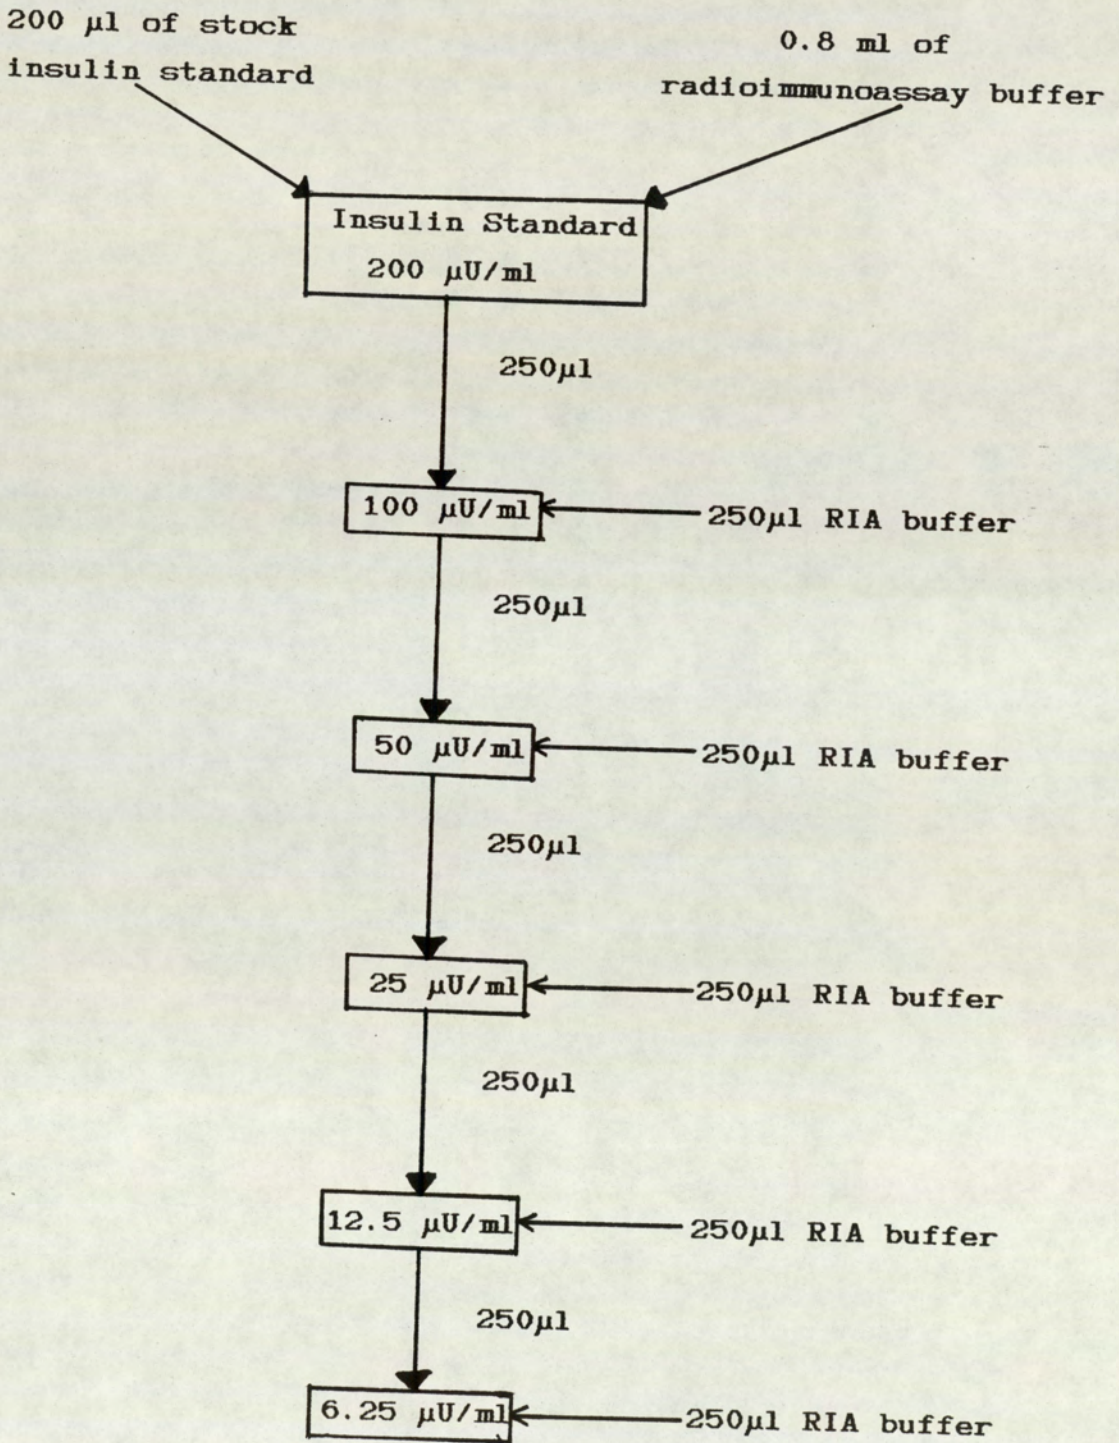 200 µl of stock
insulin standard
0.8 ml of
radioimmunoassay buffer
Insulin Standard
200 µU/ml
250µl
100 µU/ml
250µl RIA buffer
250µl
50 µU/ml
250µl RIA buffer
250µl
25 µU/ml
250µl RIA buffer
250µl
12.5 µU/ml
250µl RIA buffer
250µl
6.25 µU/ml
250µl RIA buffer